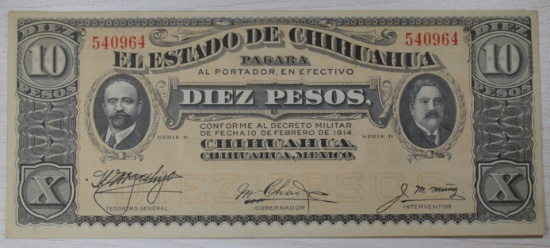 DIEZ
10
PESOS
540964
540964
DIEZ
10
PESOS
EL ESTADO DE CHIHUAHUA
PAGARA
AL PORTADOR, EN EFECTIVO
DIEZ PESOS,
SERIE D.
SERIE D.
CONFORME AL DECRETO MILITAR
DE FECHA 10 DE FEBRERO DE 1914.
CHIHUAHUA,
CHIHUAHUA, MEXICO.
X
X
TESORERO GENERAL
GOBERNADOR
INTERVENTOR